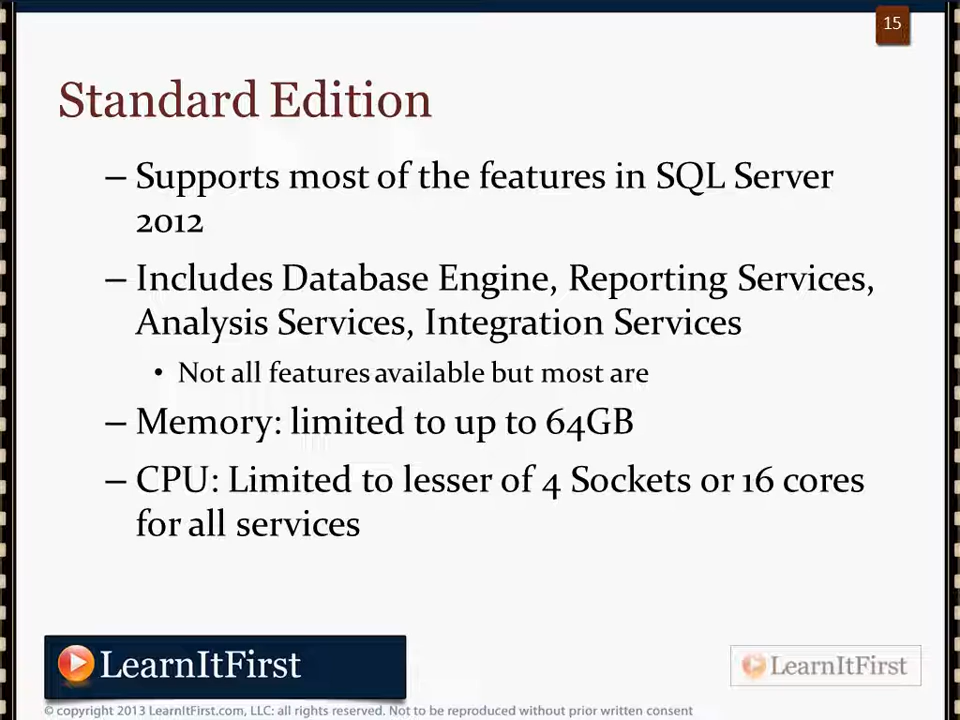 15
Standard Edition
– Supports most of the features in SQL Server
2012
– Includes Database Engine, Reporting Services,
Analysis Services, Integration Services
• Not all features available but most are
– Memory: limited to up to 64GB
– CPU: Limited to lesser of 4 Sockets or 16 cores
for all services
LearnItFirst
LearnItFirst
© copyright 2013 LearnItFirst.com, LLC: all rights reserved. Not to be reproduced without prior written consent